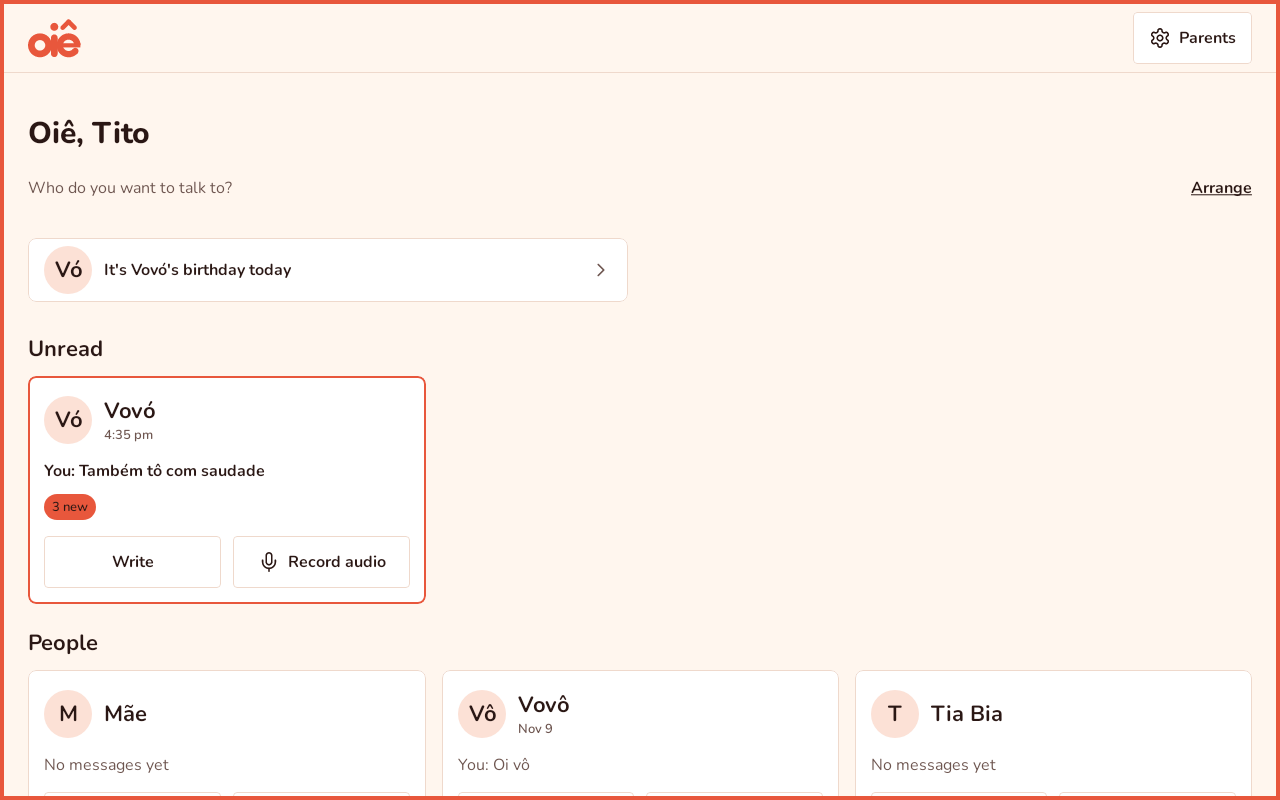 oiê
Parents
Oiê, Tito
Who do you want to talk to?
Arrange
Vó
It's Vovó's birthday today
Unread
Vó
Vovó
4:35 pm
You: Também tô com saudade
3 new
Write
Record audio
People
M
Mãe
No messages yet
Vô
Vovô
Nov 9
You: Oi vô
T
Tia Bia
No messages yet